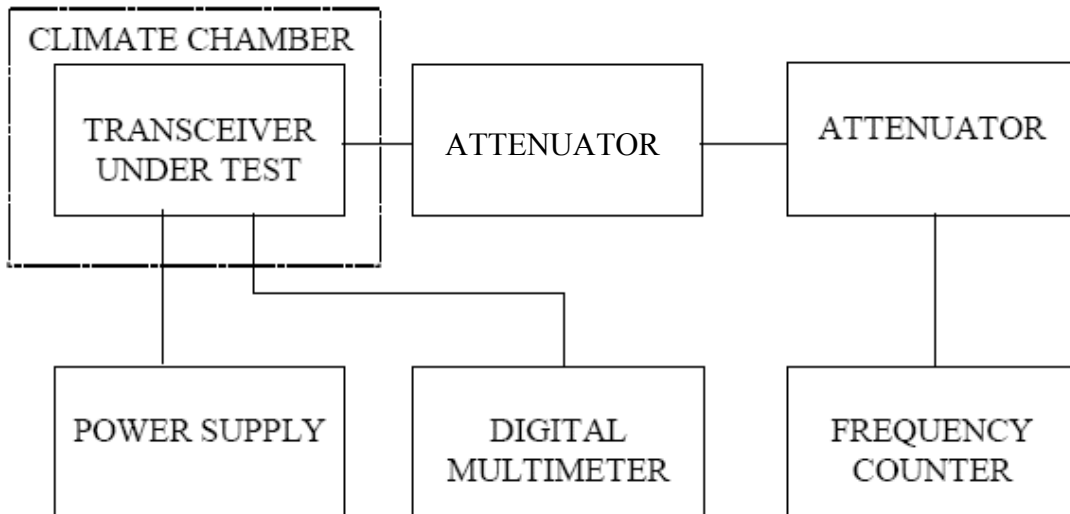 CLIMATE CHAMBER
TRANSCEIVER
UNDER TEST
ATTENUATOR
ATTENUATOR
POWER SUPPLY
DIGITAL
MULTIMETER
FREQUENCY
COUNTER